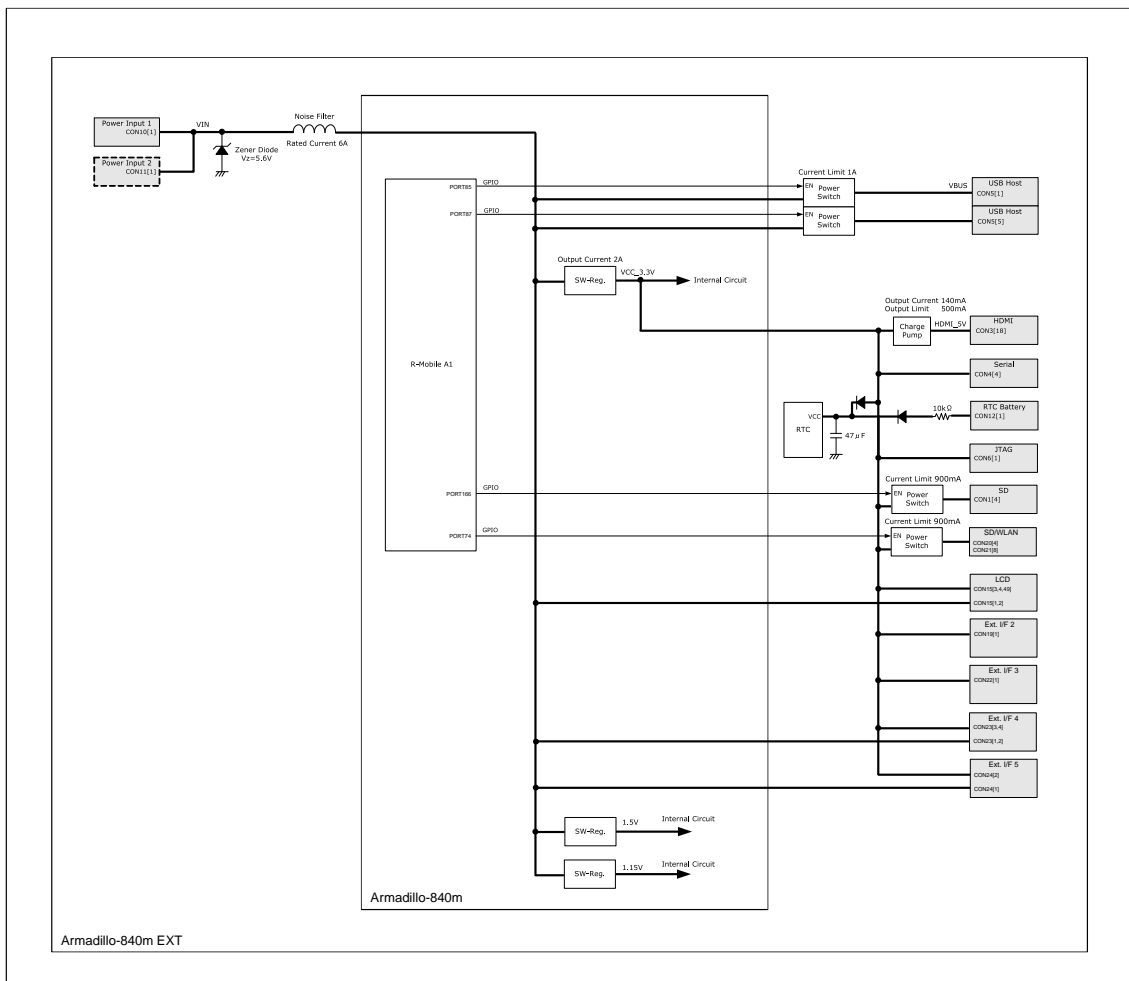 Power Input 1
CON10[1]
Power Input 2
CON11[1]
VIN
Zener Diode
Vz=5.6V
Noise Filter
Rated Current 6A
R-Mobile A1
PORT85
GPIO
PORT87
GPIO
Current Limit 1A
EN
Power
Switch
EN
Power
Switch
VBUS
USB Host
CON5[1]
USB Host
CON5[5]
Output Current 2A
SW-Reg.
VCC_3.3V
Internal Circuit
Output Current 140mA
Output Limit 500mA
Charge
Pump
HDMI_5V
HDMI
CON3[18]
Serial
CON4[4]
RTC
VCC
47μF
10kΩ
RTC Battery
CON12[1]
JTAG
CON6[1]
PORT166
GPIO
Current Limit 900mA
EN
Power
Switch
SD
CON1[4]
PORT74
GPIO
Current Limit 900mA
EN
Power
Switch
SD/WLAN
CON20[4]
CON21[8]
LCD
CON15[3,4,49]
CON15[1,2]
Ext. I/F 2
CON19[1]
Ext. I/F 3
CON22[1]
Ext. I/F 4
CON23[3,4]
CON23[1,2]
Ext. I/F 5
CON24[2]
CON24[1]
SW-Reg.
1.5V
Internal Circuit
SW-Reg.
1.15V
Internal Circuit
Armadillo-840m
Armadillo-840m EXT